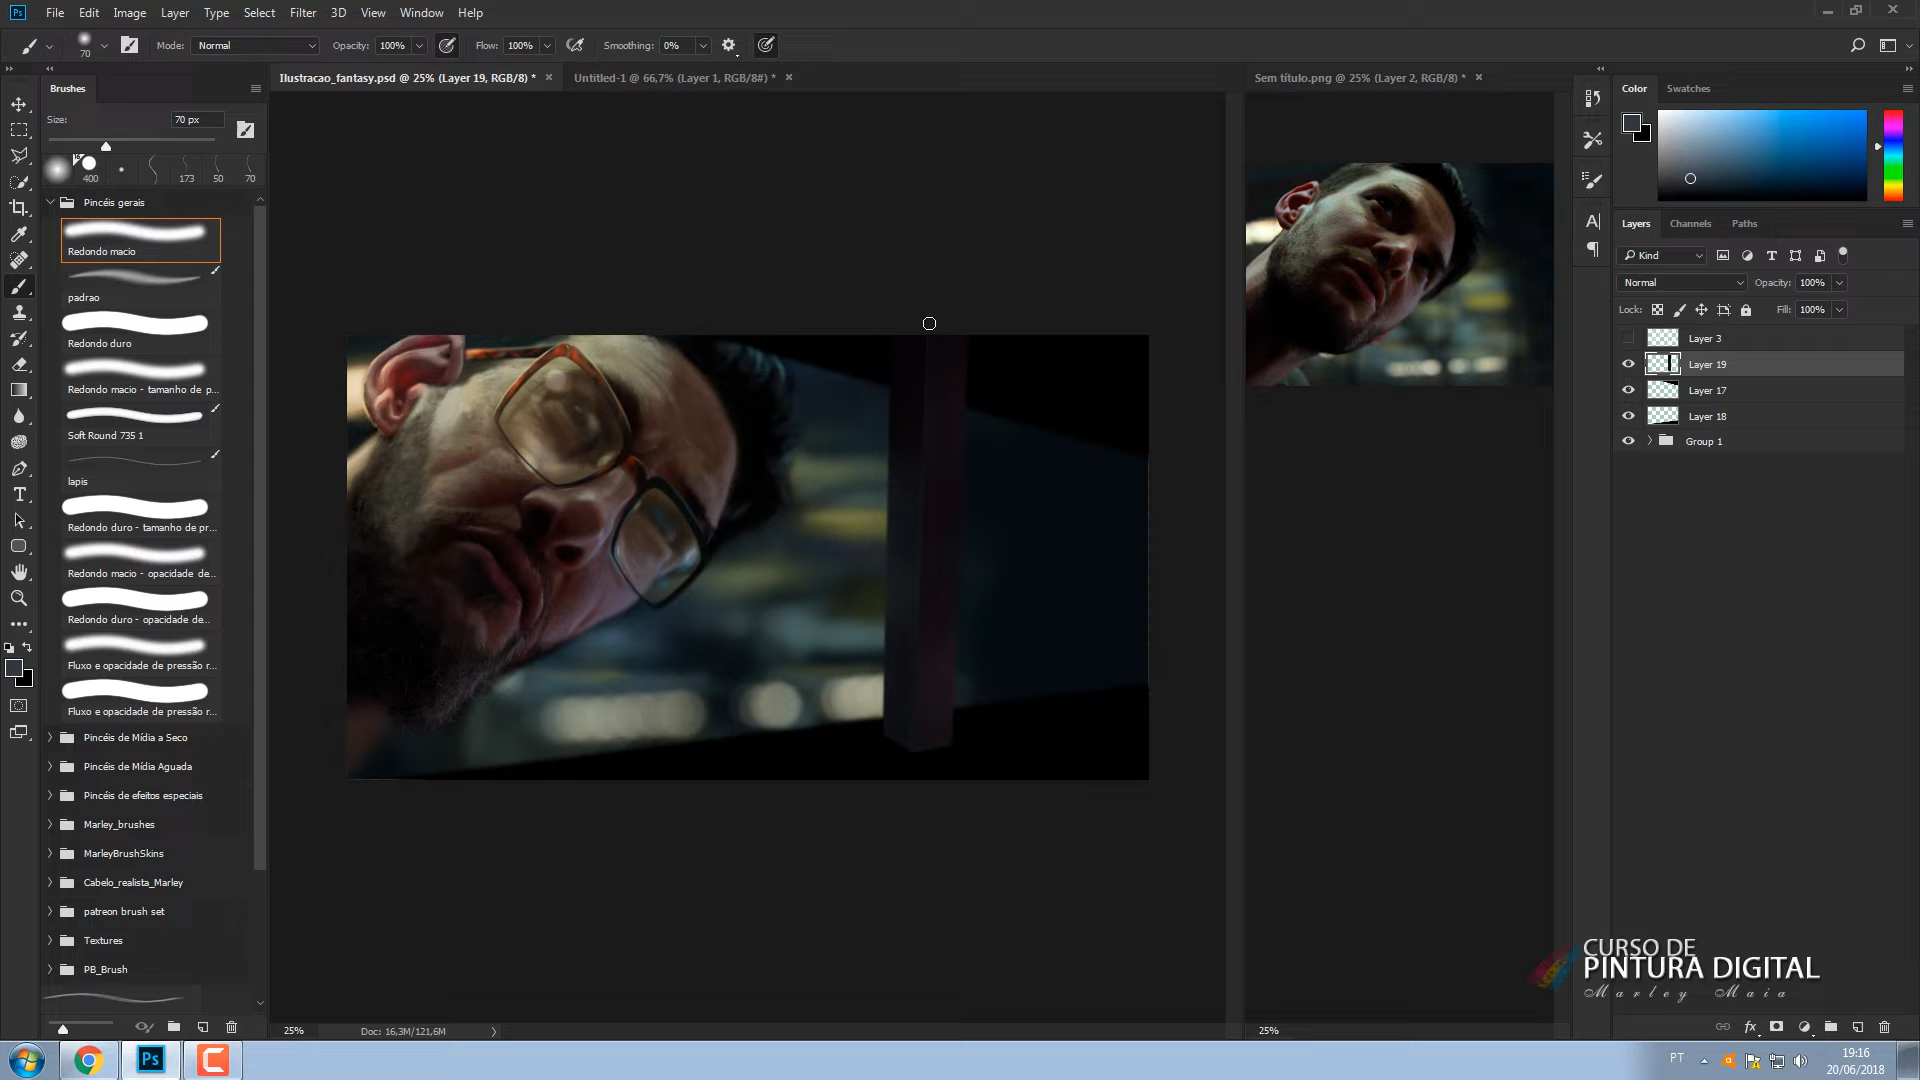 Ps File Edit Image Layer Type Select Filter 3D View Window Help
70 Mode: Normal Opacity: 100% Flow: 100% Smoothing: 0%
Ilustracao_fantasy.psd @ 25% (Layer 19, RGB/8) *
Untitled-1 @ 66,7% (Layer 1, RGB/8#) *
Sem título.png @ 25% (Layer 2, RGB/8) *
Brushes
Size: 70 px
400 173 50 70
Pincéis gerais
Redondo macio
padrao
Redondo duro
Redondo macio - tamanho de p...
Soft Round 735 1
lapis
Redondo duro - tamanho de pr...
Redondo macio - opacidade de...
Redondo duro - opacidade de...
Fluxo e opacidade de pressão r...
Fluxo e opacidade de pressão r...
Pincéis de Mídia a Seco
Pincéis de Mídia Aguada
Pincéis de efeitos especiais
Marley_brushes
MarleyBrushSkins
Cabelo_realista_Marley
patreon brush set
Textures
PB_Brush
25% Doc: 16,3M/121,6M
25%
Color Swatches
Layers Channels Paths
Kind
Normal Opacity: 100%
Lock: Fill: 100%
Layer 3
Layer 19
Layer 17
Layer 18
Group 1
CURSO DE
PINTURA DIGITAL
Marley Maia
Ps
PT
19:16
20/06/2018